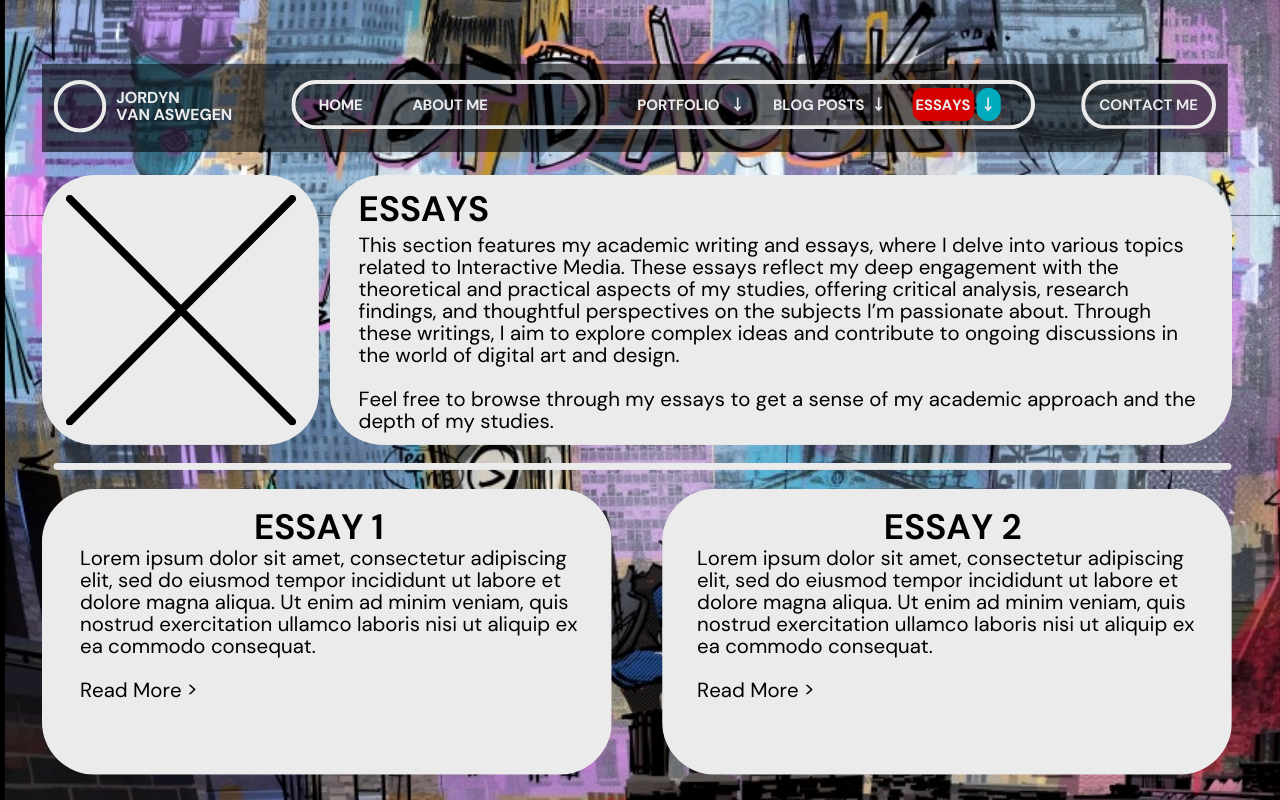 JORDYN
VAN ASWEGEN
HOME ABOUT ME PORTFOLIO ↓ BLOG POSTS ↓ ESSAYS ↓ CONTACT ME
ESSAYS
This section features my academic writing and essays, where I delve into various topics
related to Interactive Media. These essays reflect my deep engagement with the
theoretical and practical aspects of my studies, offering critical analysis, research
findings, and thoughtful perspectives on the subjects I’m passionate about. Through
these writings, I aim to explore complex ideas and contribute to ongoing discussions in
the world of digital art and design.
Feel free to browse through my essays to get a sense of my academic approach and the
depth of my studies.
ESSAY 1
Lorem ipsum dolor sit amet, consectetur adipiscing
elit, sed do eiusmod tempor incididunt ut labore et
dolore magna aliqua. Ut enim ad minim veniam, quis
nostrud exercitation ullamco laboris nisi ut aliquip ex
ea commodo consequat.
Read More >
ESSAY 2
Lorem ipsum dolor sit amet, consectetur adipiscing
elit, sed do eiusmod tempor incididunt ut labore et
dolore magna aliqua. Ut enim ad minim veniam, quis
nostrud exercitation ullamco laboris nisi ut aliquip ex
ea commodo consequat.
Read More >